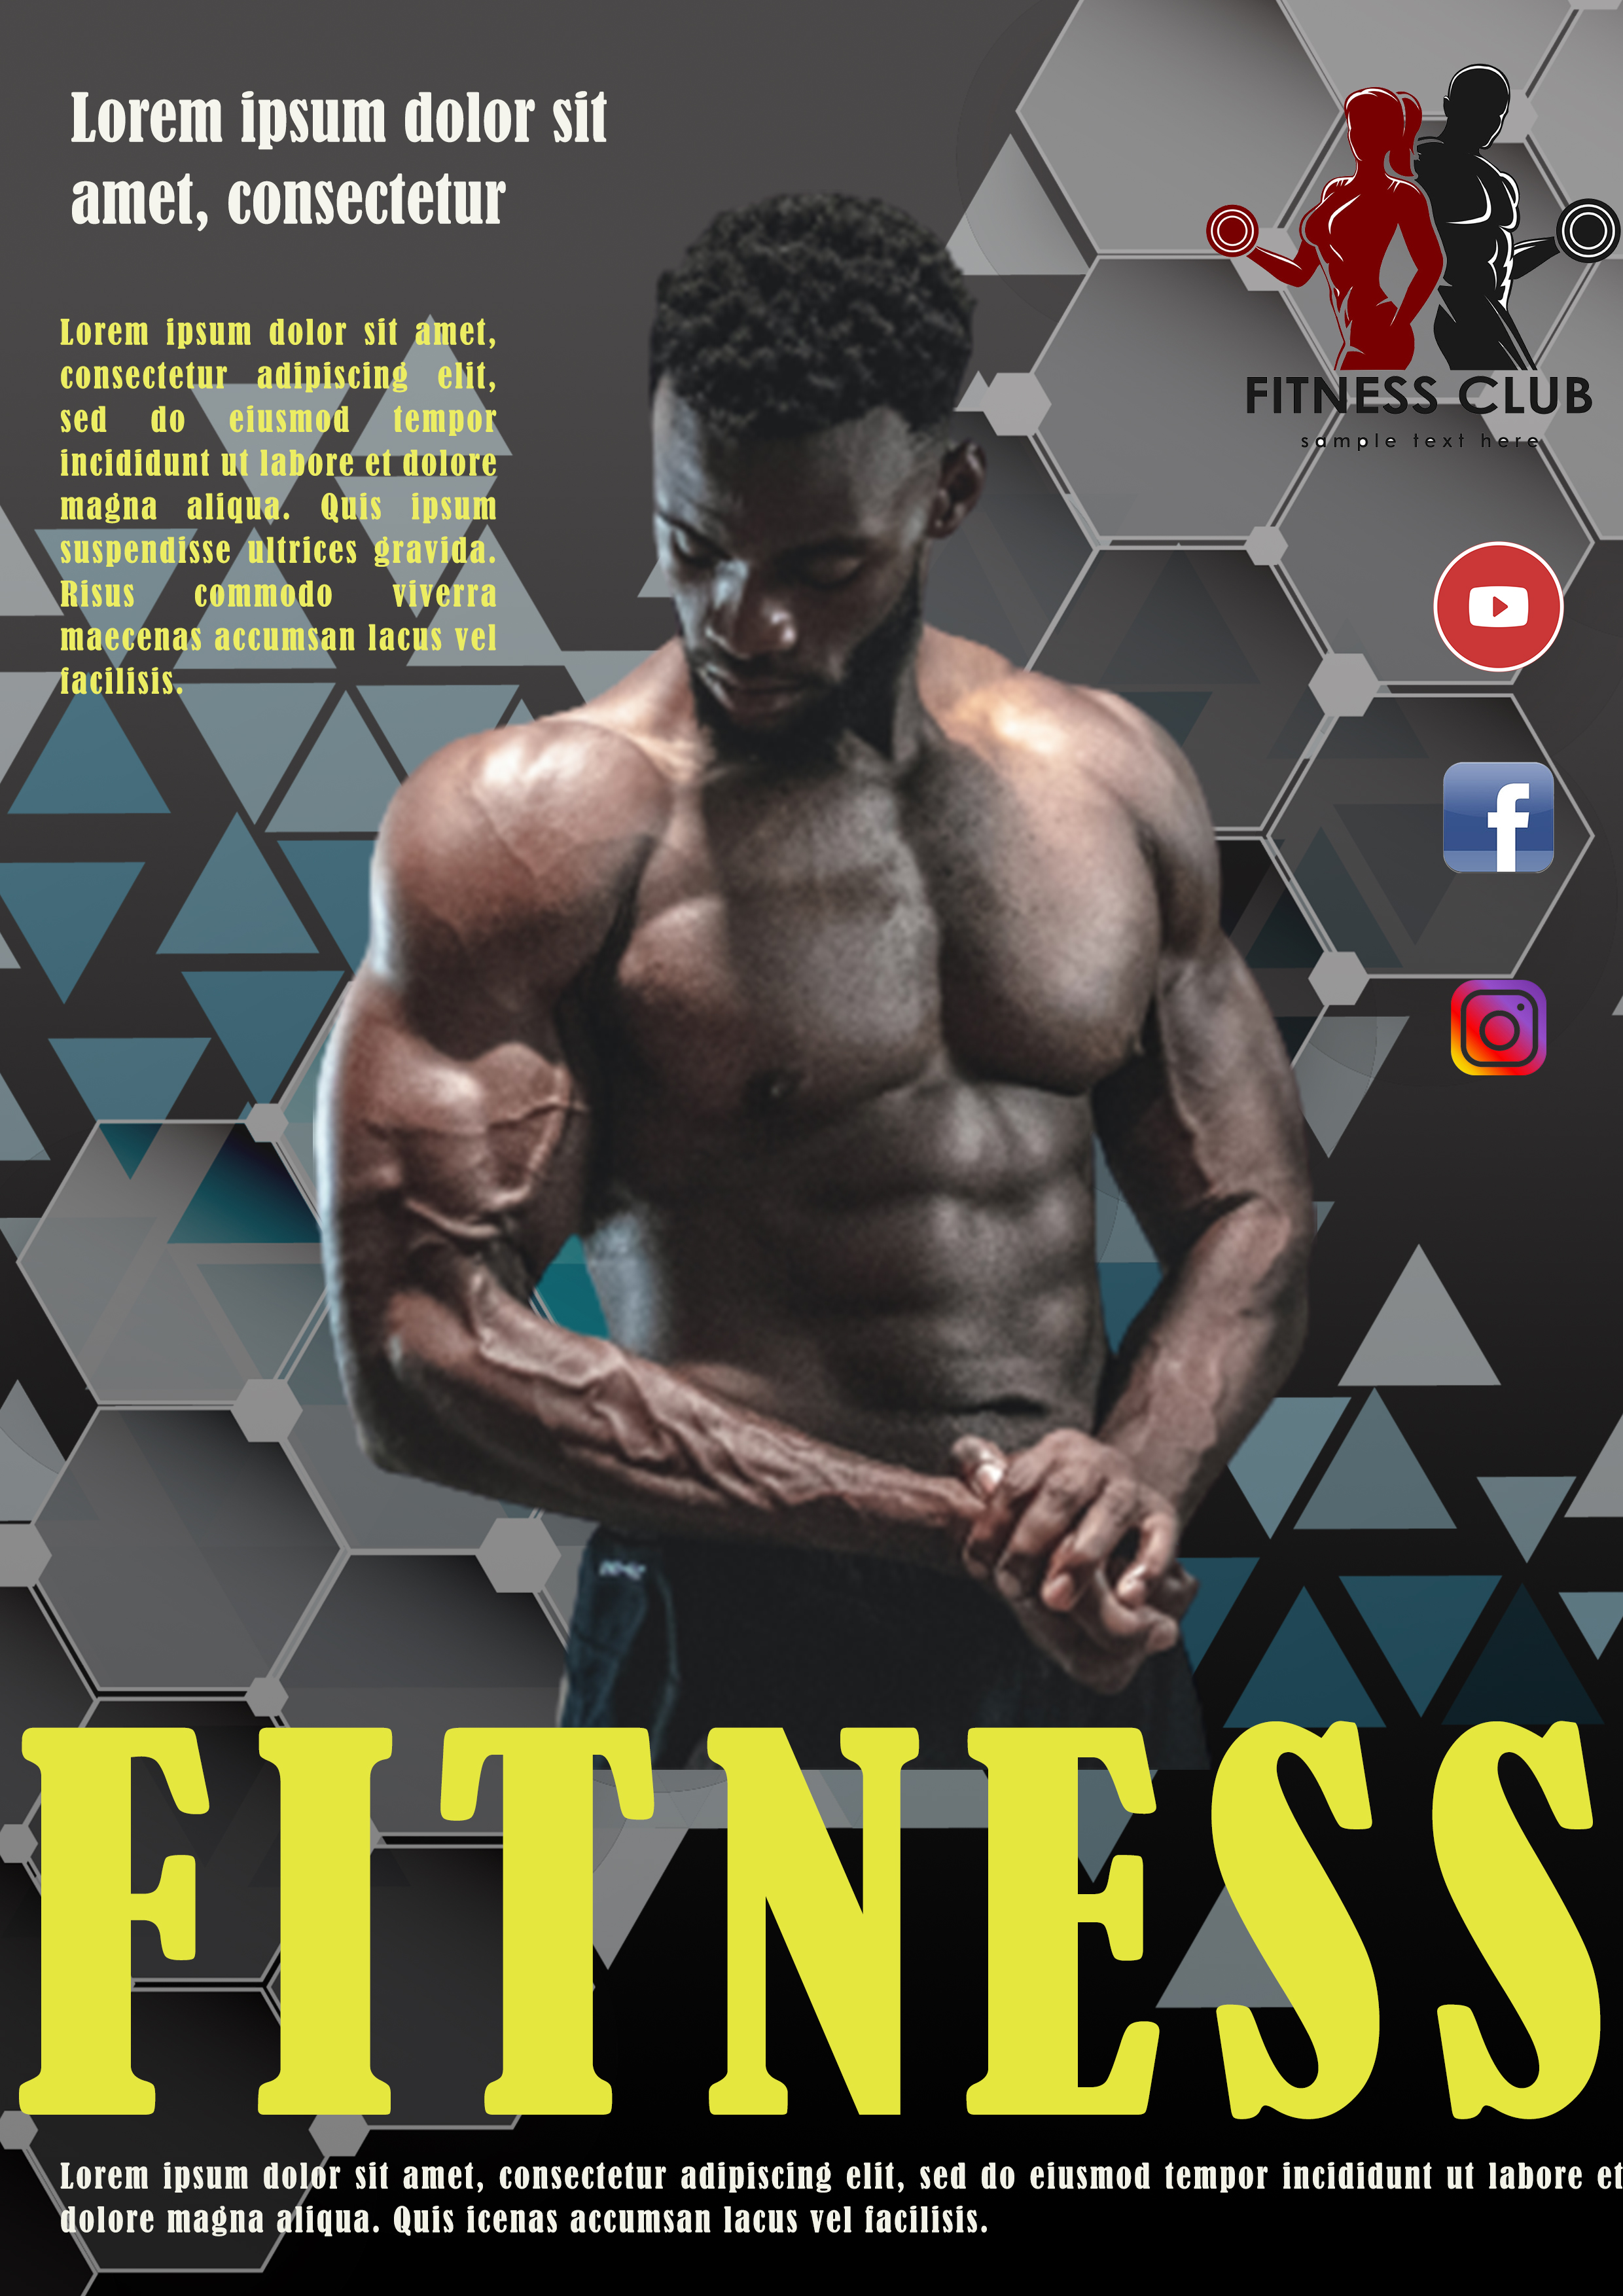 Lorem ipsum dolor sit
amet, consectetur
FITNESS CLUB
sample text here
Lorem ipsum dolor sit amet,
consectetur adipiscing elit,
sed do eiusmod tempor
incididunt ut labore et dolore
magna aliqua. Quis ipsum
suspendisse ultrices gravida.
Risus commodo viverra
maecenas accumsan lacus vel
facilisis.
f
FITNESS
Lorem ipsum dolor sit amet, consectetur adipiscing elit, sed do eiusmod tempor incididunt ut labore et
dolore magna aliqua. Quis icenas accumsan lacus vel facilisis.